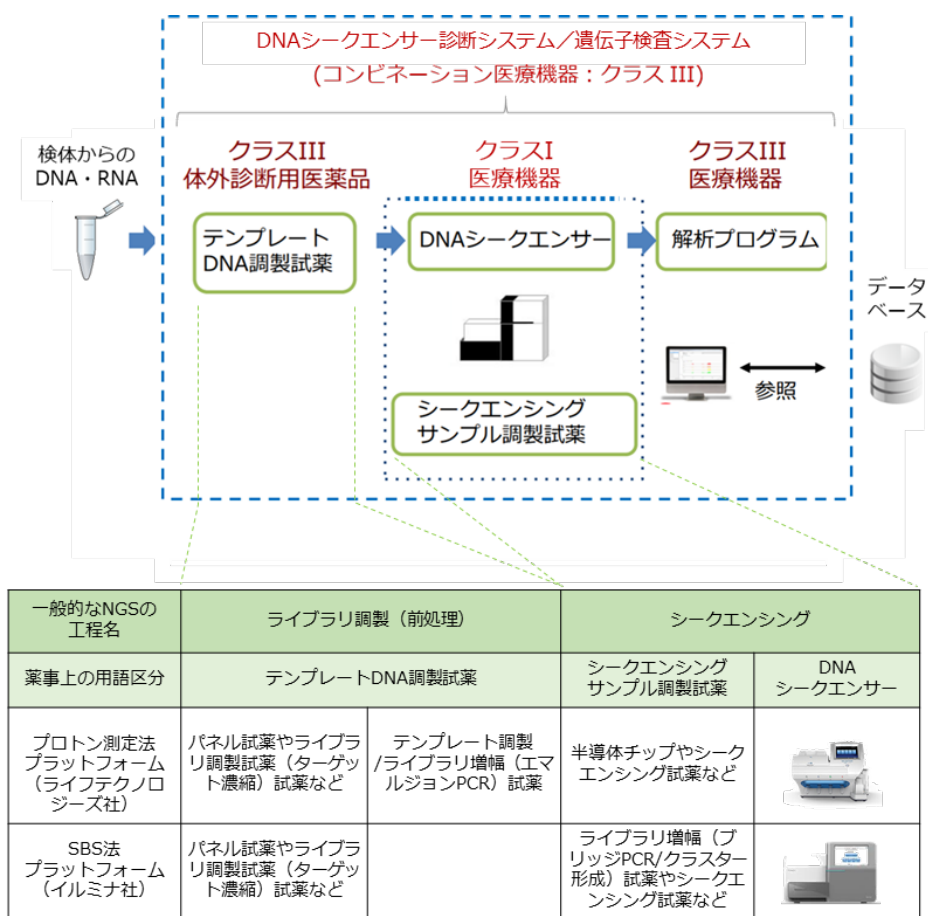 DNAシークエンサー診断システム／遺伝子検査システム
(コンビネーション医療機器：クラス III)
検体からの
DNA・RNA
クラスIII
体外診断用医薬品
クラスI
医療機器
クラスIII
医療機器
テンプレート
DNA調製試薬
DNAシークエンサー
解析プログラム
シークエンシング
サンプル調製試薬
参照
データ
ベース
一般的なNGSの
工程名
ライブラリ調製（前処理）
シークエンシング
薬事上の用語区分
テンプレートDNA調製試薬
シークエンシング
サンプル調製試薬
DNA
シークエンサー
プロトン測定法
プラットフォーム
（ライフテクノロ
ジーズ社）
パネル試薬やライブラ
リ調製試薬（ターゲッ
ト濃縮）試薬など
テンプレート調製
/ライブラリ増幅（エマ
ルジョンPCR）試薬
半導体チップやシーク
エンシング試薬など
SBS法
プラットフォーム
（イルミナ社）
パネル試薬やライブラ
リ調製試薬（ターゲッ
ト濃縮）試薬など
ライブラリ増幅（ブ
リッジPCR/クラスター
形成）試薬やシークエ
ンシング試薬など